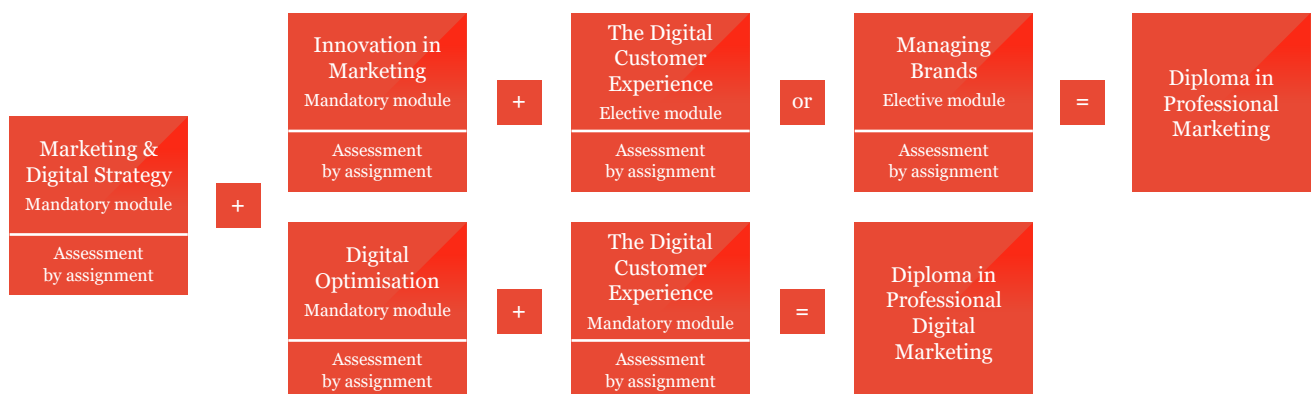 Marketing &
Digital Strategy
Mandatory module
Assessment
by assignment
+
Innovation in
Marketing
Mandatory module
Assessment
by assignment
+
The Digital
Customer
Experience
Elective module
Assessment
by assignment
or
Managing
Brands
Elective module
Assessment
by assignment
=
Diploma in
Professional
Marketing
Digital
Optimisation
Mandatory module
Assessment
by assignment
+
The Digital
Customer
Experience
Mandatory module
Assessment
by assignment
=
Diploma in
Professional
Digital
Marketing